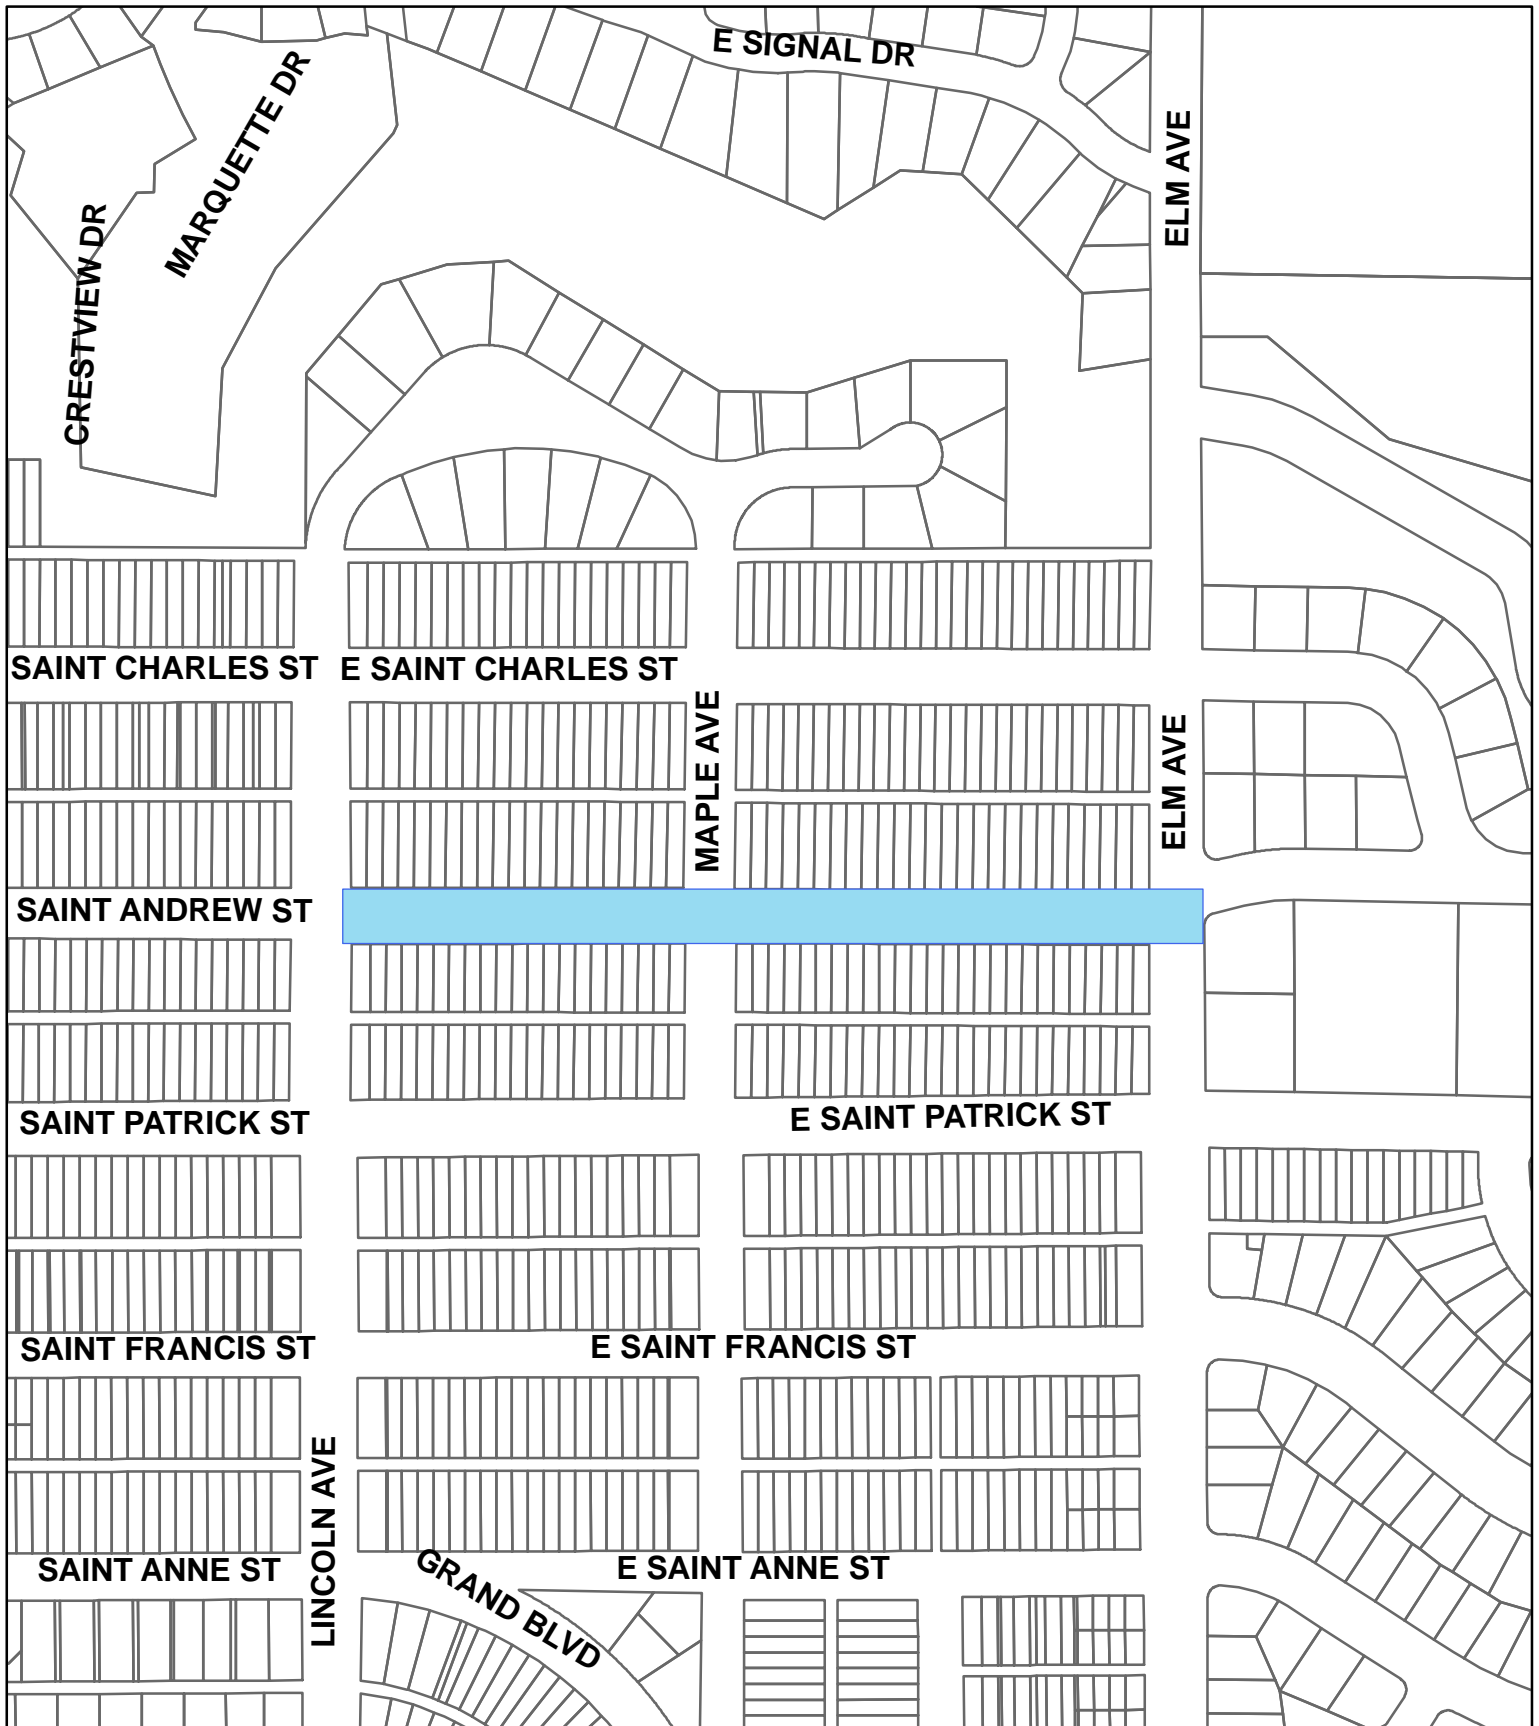 E SIGNAL DR
MARQUETTE DR
ELM AVE
CRESTVIEW DR
SAINT CHARLES ST
E SAINT CHARLES ST
MAPLE AVE
ELM AVE
SAINT ANDREW ST
SAINT PATRICK ST
E SAINT PATRICK ST
SAINT FRANCIS ST
E SAINT FRANCIS ST
LINCOLN AVE
SAINT ANNE ST
GRAND BLVD
E SAINT ANNE ST